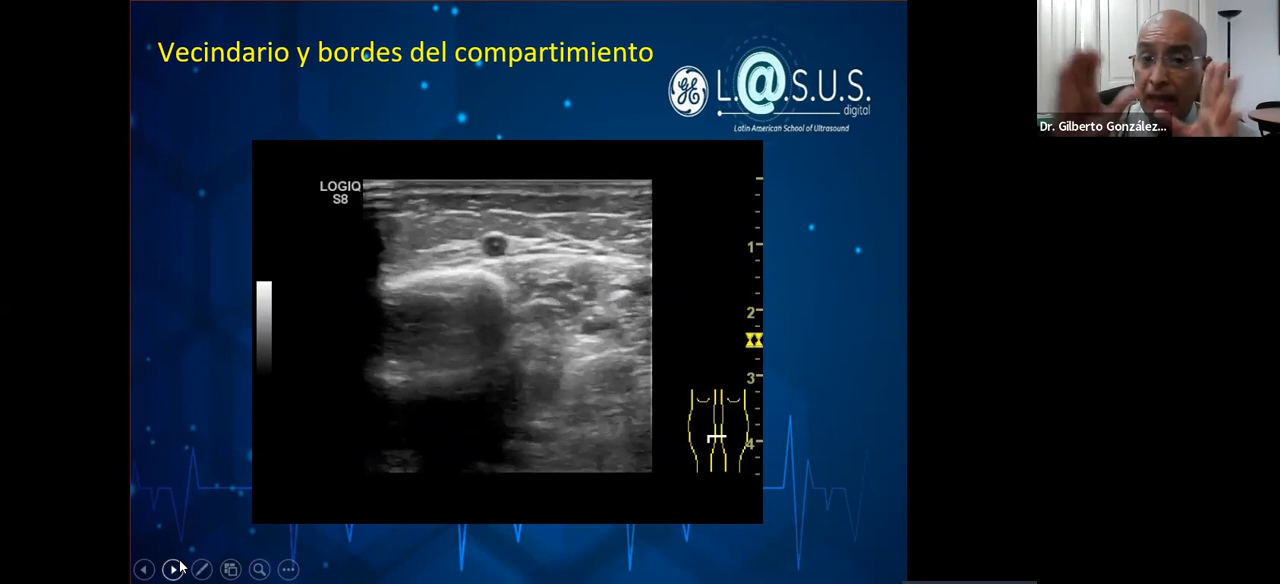 Vecindario y bordes del compartimiento
GE L.@.S.U.S.
digital
Latin American School of Ultrasound
LOGIQ
S8
1
2
3
4
Dr. Gilberto González...